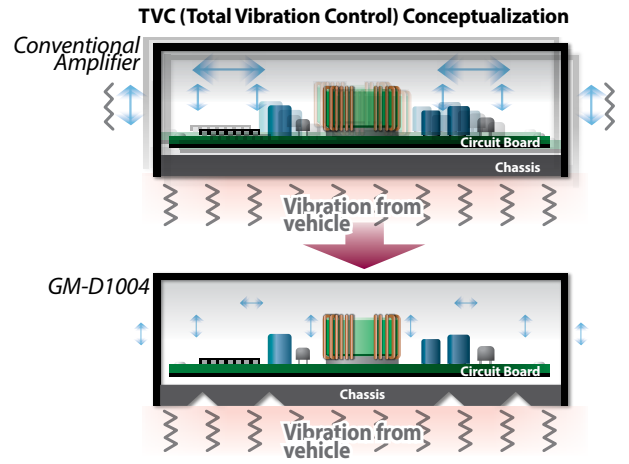 TVC (Total Vibration Control) Conceptualization
Conventional
Amplifier
Circuit Board
Chassis
Vibration from
vehicle
GM-D1004
Circuit Board
Chassis
Vibration from
vehicle